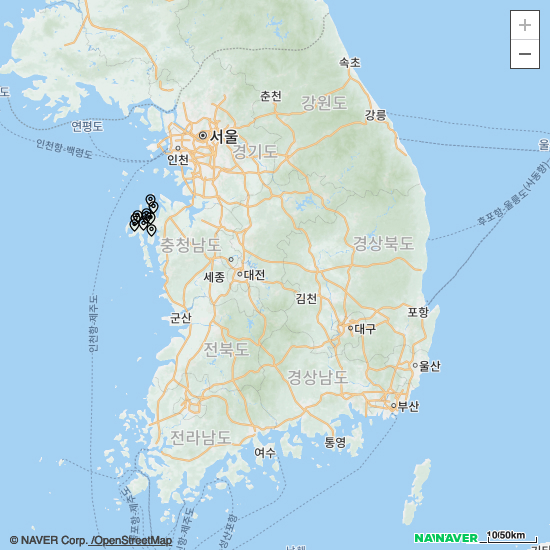 속초
춘천
강원도
강릉
도
연평도
서울
인천
경기도
인천항-백령도
울
후포항-울릉도(사동항)
충청남도
경상북도
세종
대전
김천
인천항-제주도
군산
포항
대구
전북도
울산
경상남도
부산
전라남도
여수
통영
© NAVER Corp. /OpenStreetMap
NAVER
10/50km